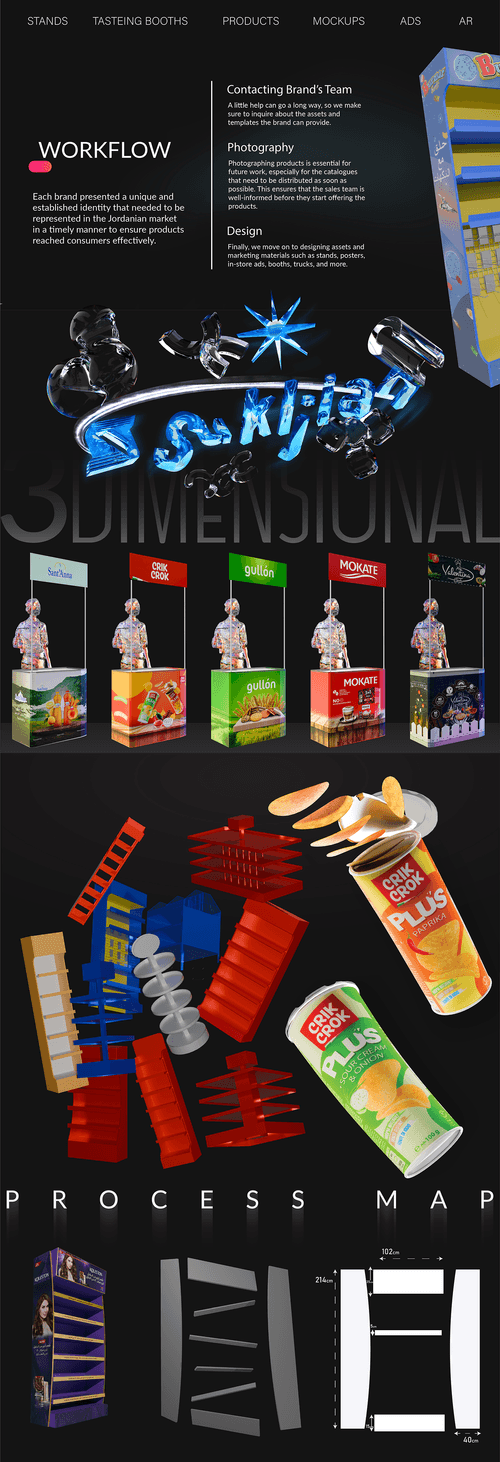 STANDS TASTEING BOOTHS PRODUCTS MOCKUPS ADS AR
WORKFLOW
Each brand presented a unique and
established identity that needed to be
represented in the Jordanian market
in a timely manner to ensure products
reached consumers effectively.
Contacting Brand's Team
A little help can go a long way, so we make
sure to inquire about the assets and
templates the brand can provide.
Photography
Photographing products is essential for
future work, especially for the catalogues
that need to be distributed as soon as
possible. This ensures that the sales team is
well-informed before they start offering the
products.
Design
Finally, we move on to designing assets and
marketing materials such as stands, posters,
in-store ads, booths, trucks, and more.
3DIMENSIONAL
Sant'Anna
CRIK
CROK
gullón
MOKATE
Valentino
gullón
MOKATE
CRIK
CROK
PLUS
PAPRIKA
CRIK
CROK
PLUS
SOUR CREAM
& ONION
100 g
PROCESS MAP
102cm
214cm
40cm